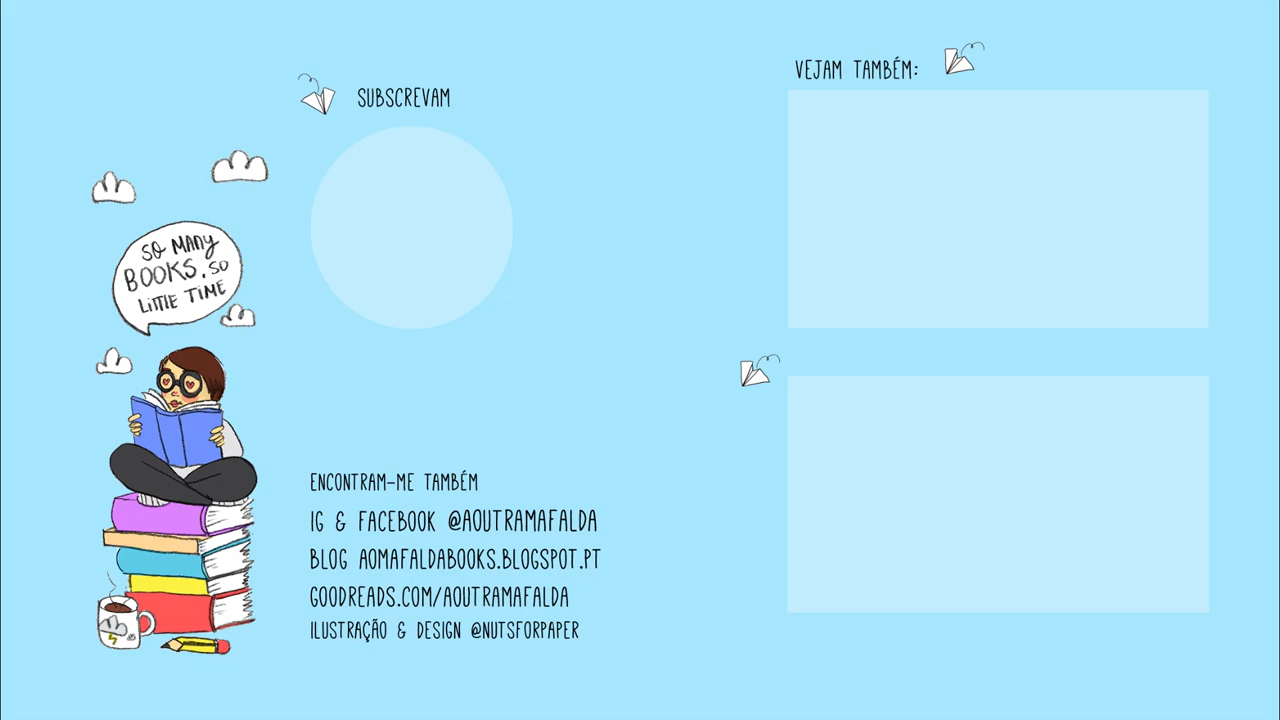 SUBSCREVAM
VEJAM TAMBÉM:
SO MANY
BOOKS, SO
LITTLE TIME
ENCONTRAM-ME TAMBÉM
IG & FACEBOOK @AOUTRAMAFALDA
BLOG AOMAFALDABOOKS.BLOGSPOT.PT
GOODREADS.COM/AOUTRAMAFALDA
ILUSTRAÇÃO & DESIGN @NUTSFORPAPER